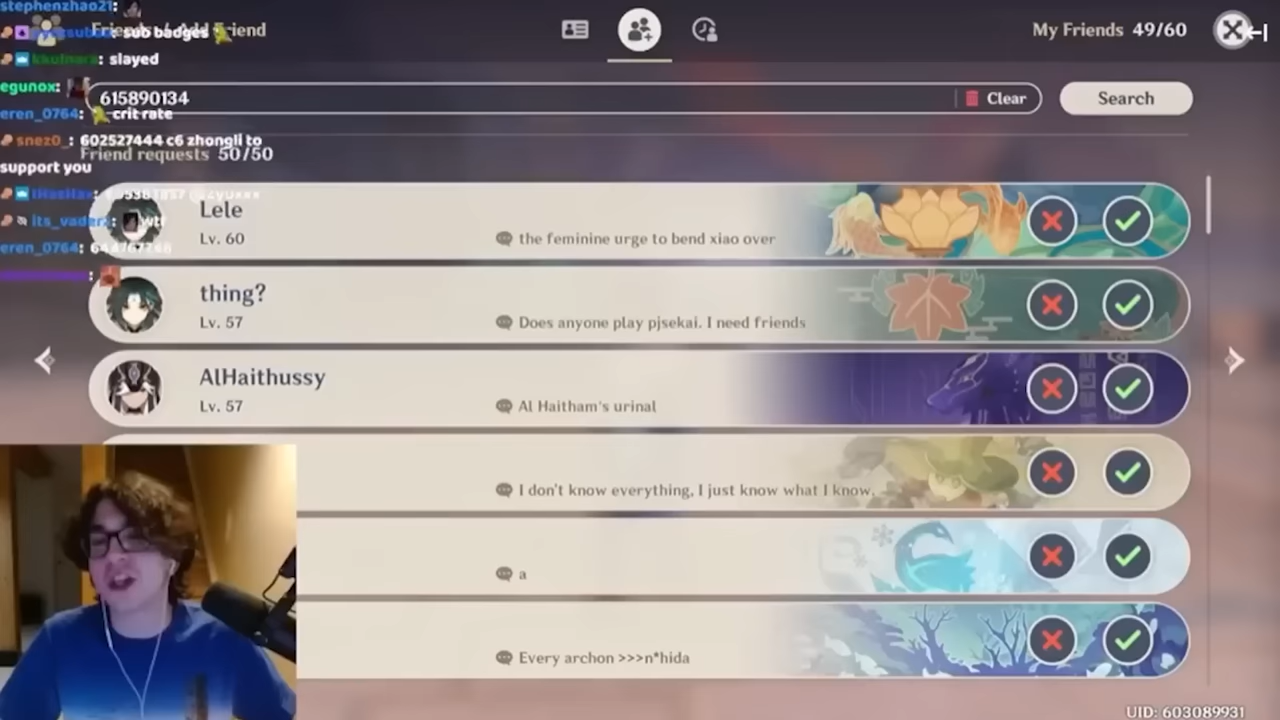 stephenzhao21:
Friends / Add Friend
My Friends 49/60
: sub badges
kkulnora: slayed
egunox:
615890134
Clear
Search
eren_0764: crit rate
snez0_: 602527444 c6 zhongli to
support you
Friend requests 50/50
its_vaderz: wtf
eren_0764:
Lele
Lv. 60
the feminine urge to bend xiao over
thing?
Lv. 57
Does anyone play pjsekai. I need friends
AlHaithussy
Lv. 57
Al Haitham's urinal
I don't know everything, I just know what I know.
a
Every archon >>>n*hida
UID: 603089931